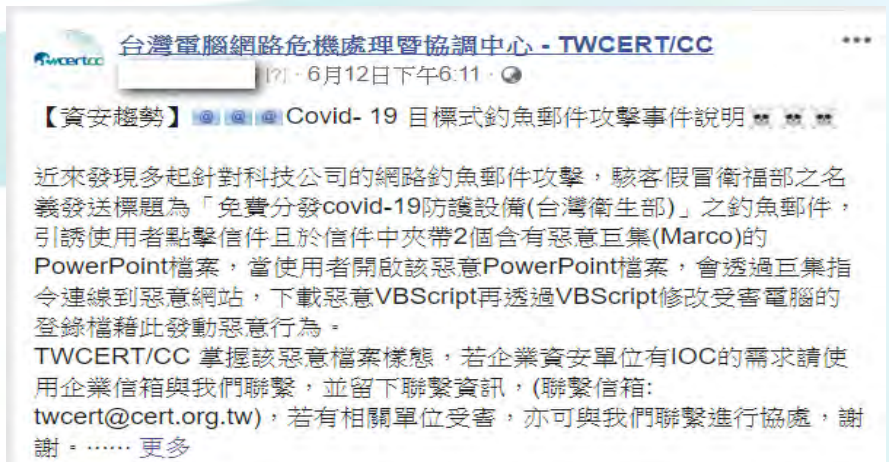 台灣電腦網路危機處理暨協調中心 - TWCERT/CC
twcertcc
[?] · 6月12日下午6:11 ·
【資安趨勢】@@@Covid- 19 目標式釣魚郵件攻擊事件說明
近來發現多起針對科技公司的網路釣魚郵件攻擊，駭客假冒衛福部之名
義發送標題為「免費分發covid-19防護設備(台灣衛生部)」之釣魚郵件，
引誘使用者點擊信件且於信件中夾帶2個含有惡意巨集(Marco)的
PowerPoint檔案，當使用者開啟該惡意PowerPoint檔案，會透過巨集指
令連線到惡意網站，下載惡意VBScript再透過VBScript修改受害電腦的
登錄檔藉此發動惡意行為。
TWCERT/CC 掌握該惡意檔案樣態，若企業資安單位有IOC的需求請使
用企業信箱與我們聯繫，並留下聯繫資訊，(聯繫信箱:
twcert@cert.org.tw)，若有相關單位受害，亦可與我們聯繫進行協處，謝
謝。…… 更多